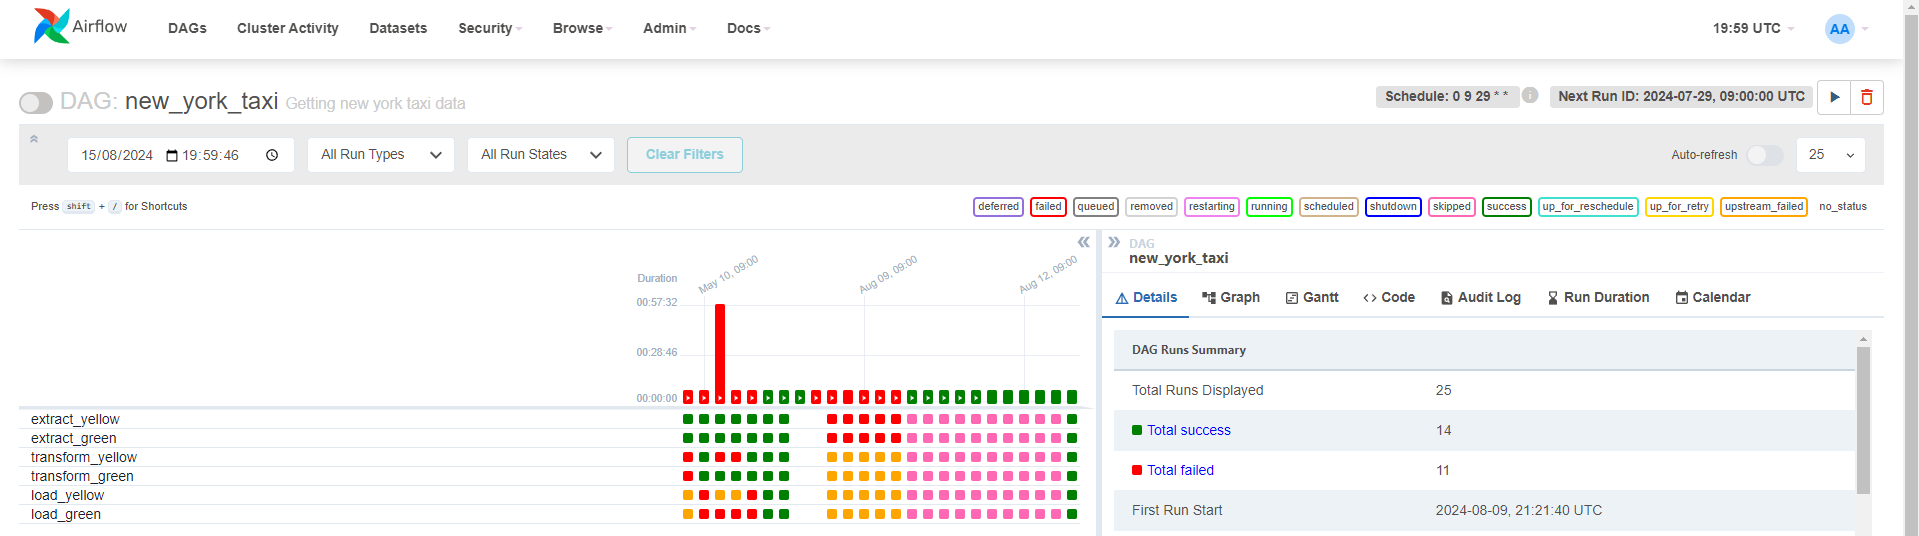 Airflow DAGs Cluster Activity Datasets Security Browse Admin Docs 19:59 UTC AA
DAG: new_york_taxi Getting new york taxi data Schedule: 0 9 29 * * i Next Run ID: 2024-07-29, 09:00:00 UTC
15/08/2024 19:59:46 All Run Types All Run States Clear Filters Auto-refresh 25
Press shift + / for Shortcuts deferred failed queued removed restarting running scheduled shutdown skipped success up_for_reschedule up_for_retry upstream_failed no_status
DAG
new_york_taxi
Duration May 10, 09:00 Aug 09, 09:00 Aug 12, 09:00
00:57:32
00:28:46
00:00:00
extract_yellow
extract_green
transform_yellow
transform_green
load_yellow
load_green
Details Graph Gantt Code Audit Log Run Duration Calendar
DAG Runs Summary
Total Runs Displayed 25
Total success 14
Total failed 11
First Run Start 2024-08-09, 21:21:40 UTC